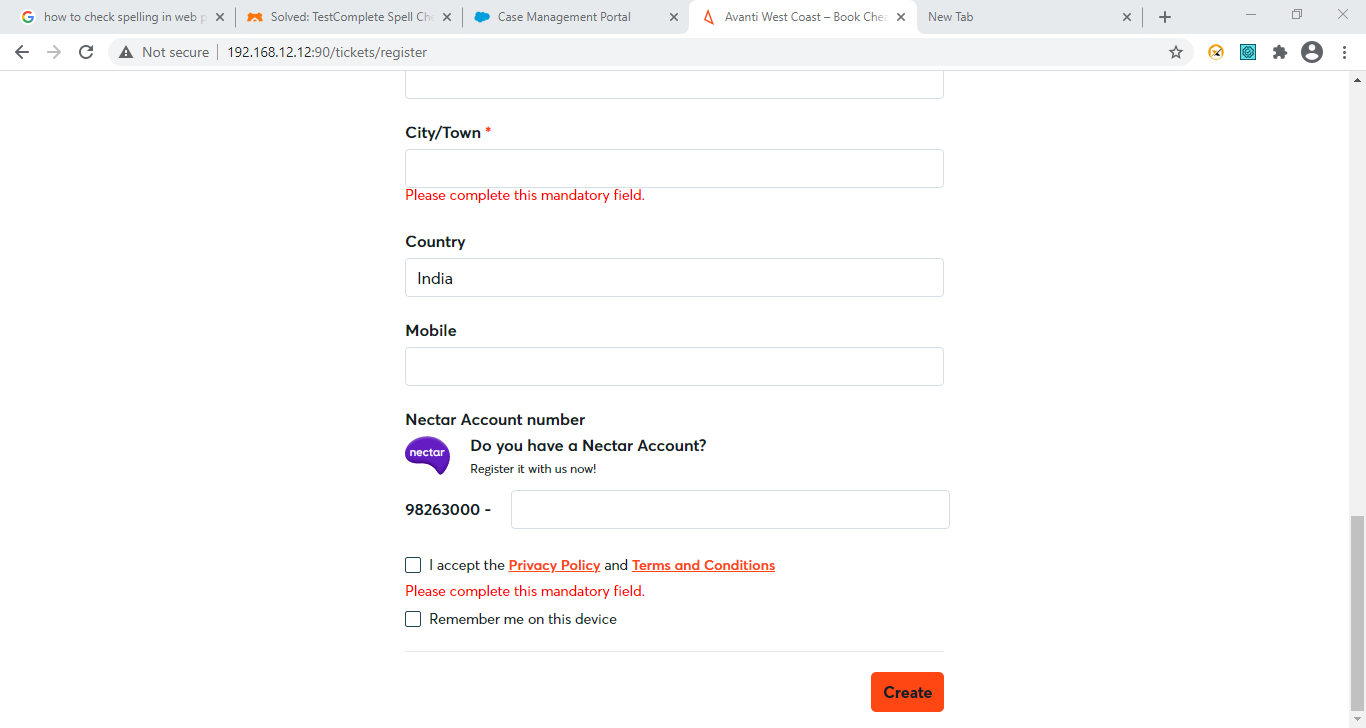 how to check spelling in web p
Solved: TestComplete Spell Che
Case Management Portal
Avanti West Coast – Book Chea
New Tab
Not secure
192.168.12.12:90/tickets/register
City/Town *
Please complete this mandatory field.
Country
India
Mobile
Nectar Account number
nectar
Do you have a Nectar Account?
Register it with us now!
98263000 -
I accept the Privacy Policy and Terms and Conditions
Please complete this mandatory field.
Remember me on this device
Create